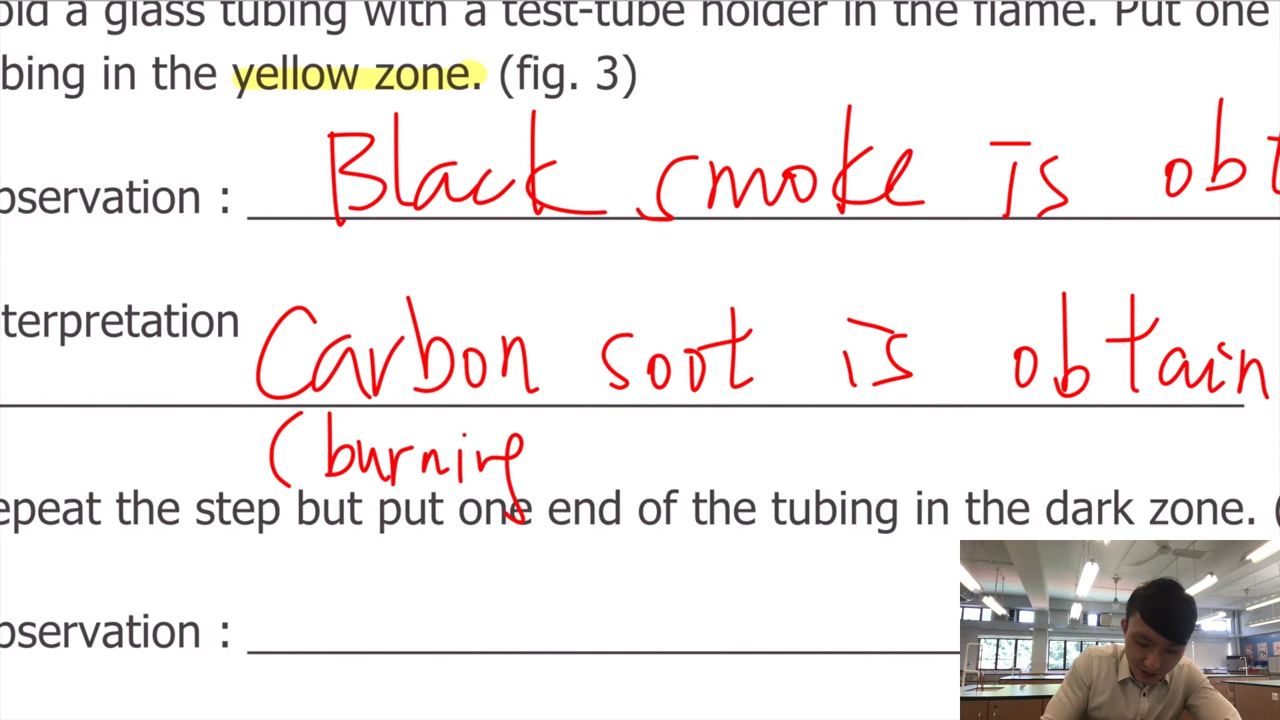 old a glass tubing with a test-tube holder in the flame. Put one
bing in the yellow zone. (fig. 3)
bservation : Black smoke is obt
terpretation Carbon soot is obtain
(burning
epeat the step but put one end of the tubing in the dark zone. (
bservation :